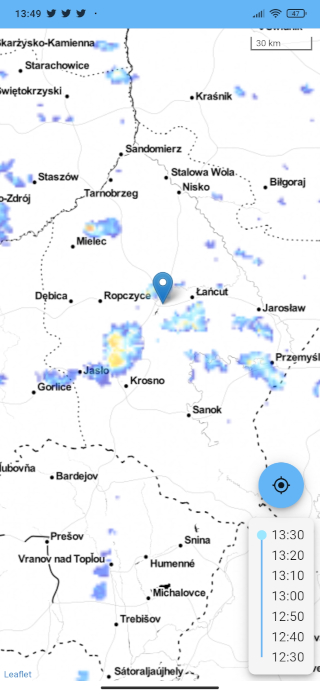 13:49
47
30 km
Skarżysko-Kamienna
Starachowice
Świętokrzyski
Kraśnik
Sandomierz
Staszów
Stalowa Wola
Biłgoraj
Nisko
o-Zdrój
Tarnobrzeg
Mielec
Dębica
Ropczyce
Łańcut
Jarosław
Przemyśl
Jasło
Gorlice
Krosno
Sanok
ľubovňa
Bardejov
Prešov
Snina
Vranov nad Topľou
Humenné
Michalovce
Trebišov
Sátoraljaújhely
13:30
13:20
13:10
13:00
12:50
12:40
12:30
Leaflet